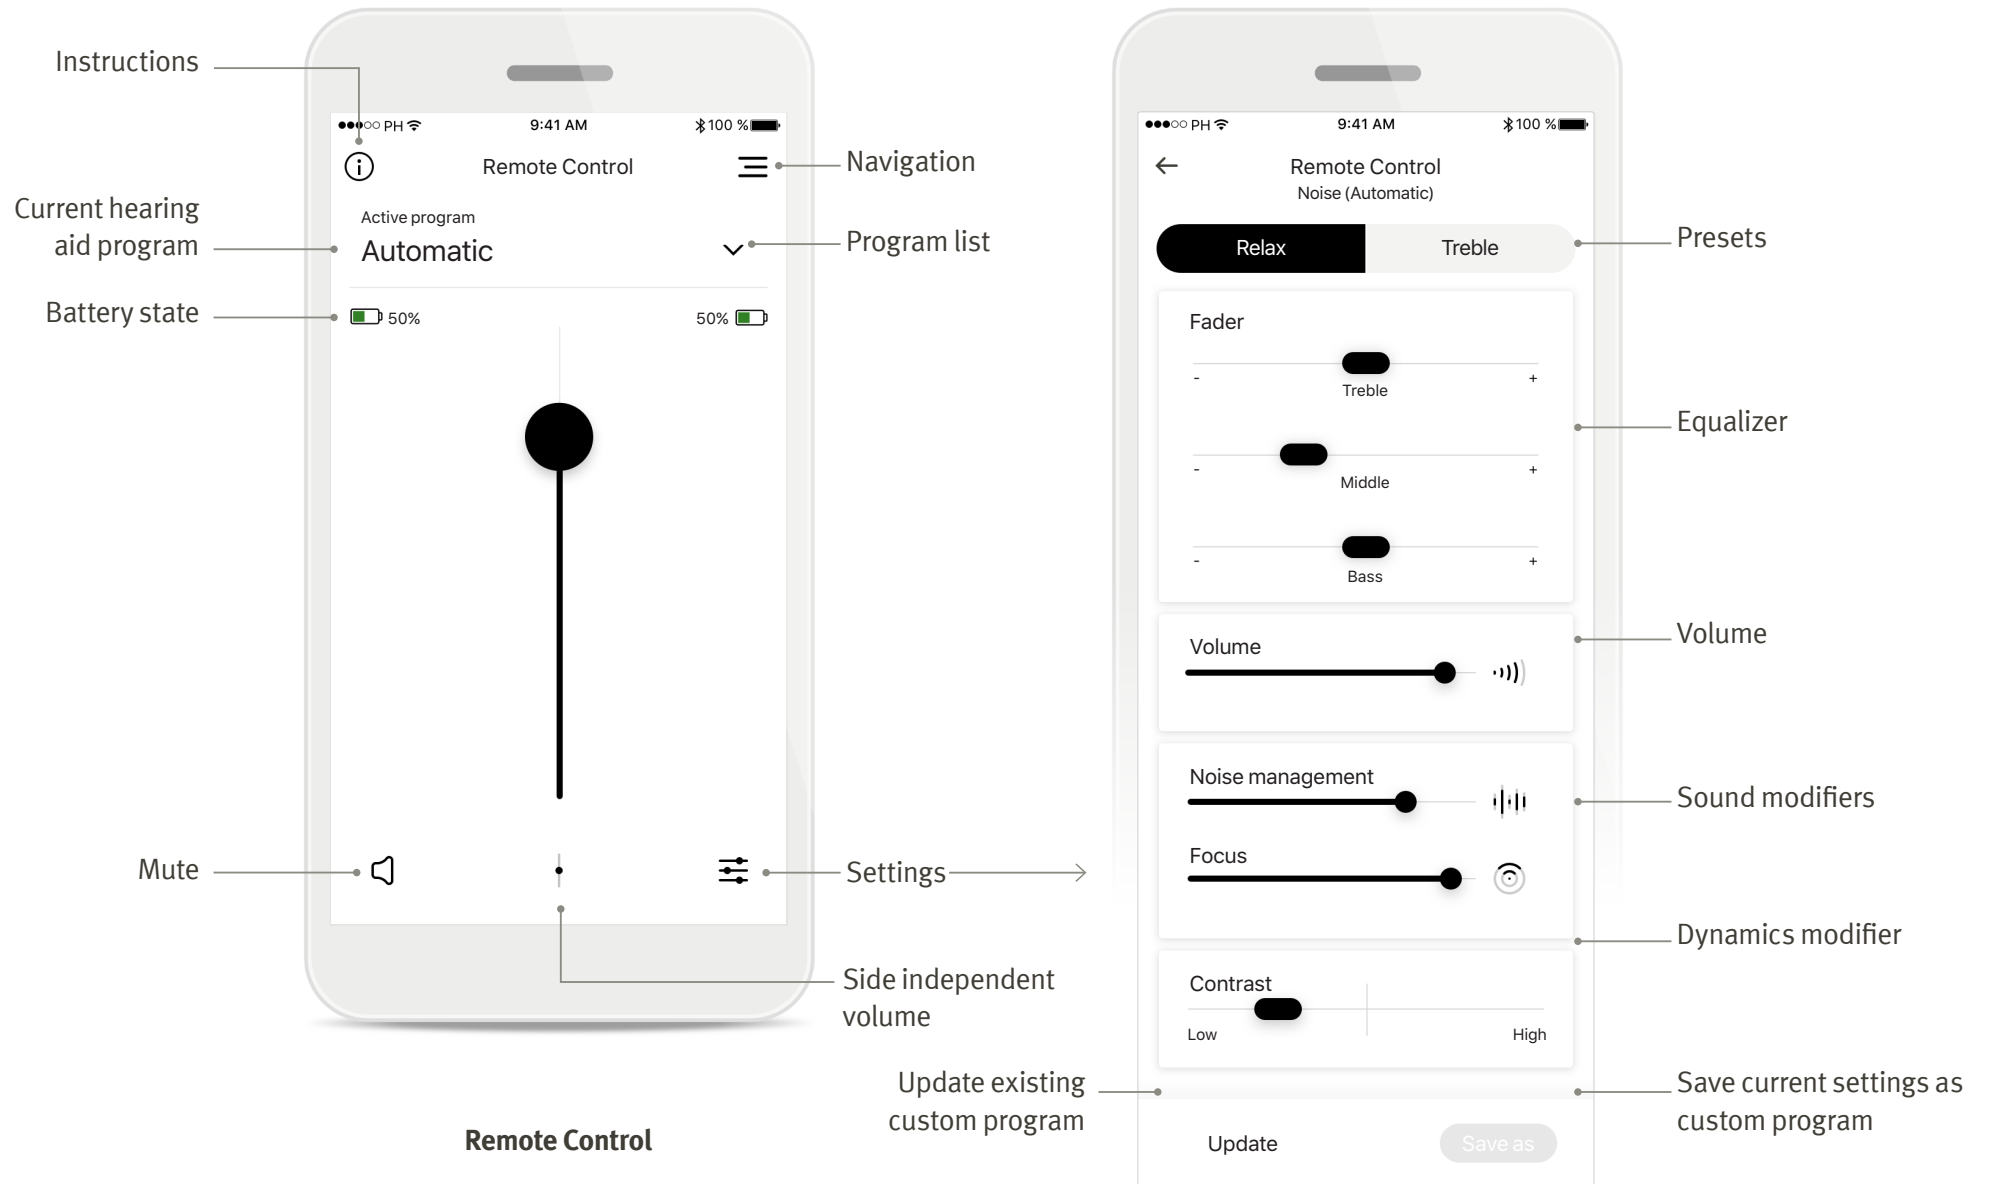 Instructions
PH 9:41 AM 100 %
Remote Control
Navigation
Current hearing
aid program
Active program
Automatic
Program list
Battery state
50% 50%
Mute
Settings
Side independent
volume
Remote Control
PH 9:41 AM 100 %
Remote Control
Noise (Automatic)
Relax Treble
Presets
Fader
- +
Treble
Equalizer
- +
Middle
- +
Bass
Volume
Volume
Noise management
Sound modifiers
Focus
Dynamics modifier
Contrast
Low High
Update existing
custom program
Save current settings as
custom program
Update Save as